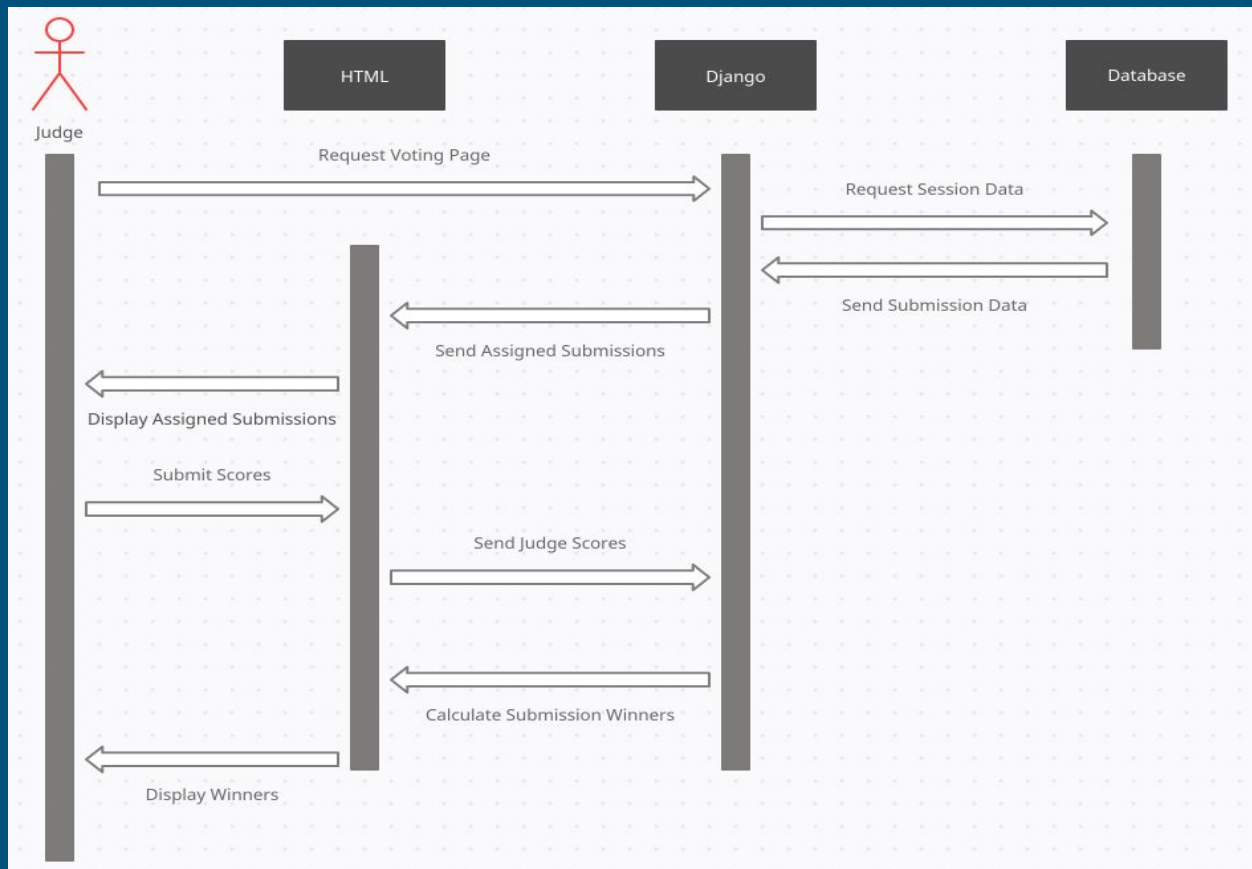 HTML
Django
Database
Judge
Request Voting Page
Request Session Data
Send Submission Data
Send Assigned Submissions
Display Assigned Submissions
Submit Scores
Send Judge Scores
Calculate Submission Winners
Display Winners